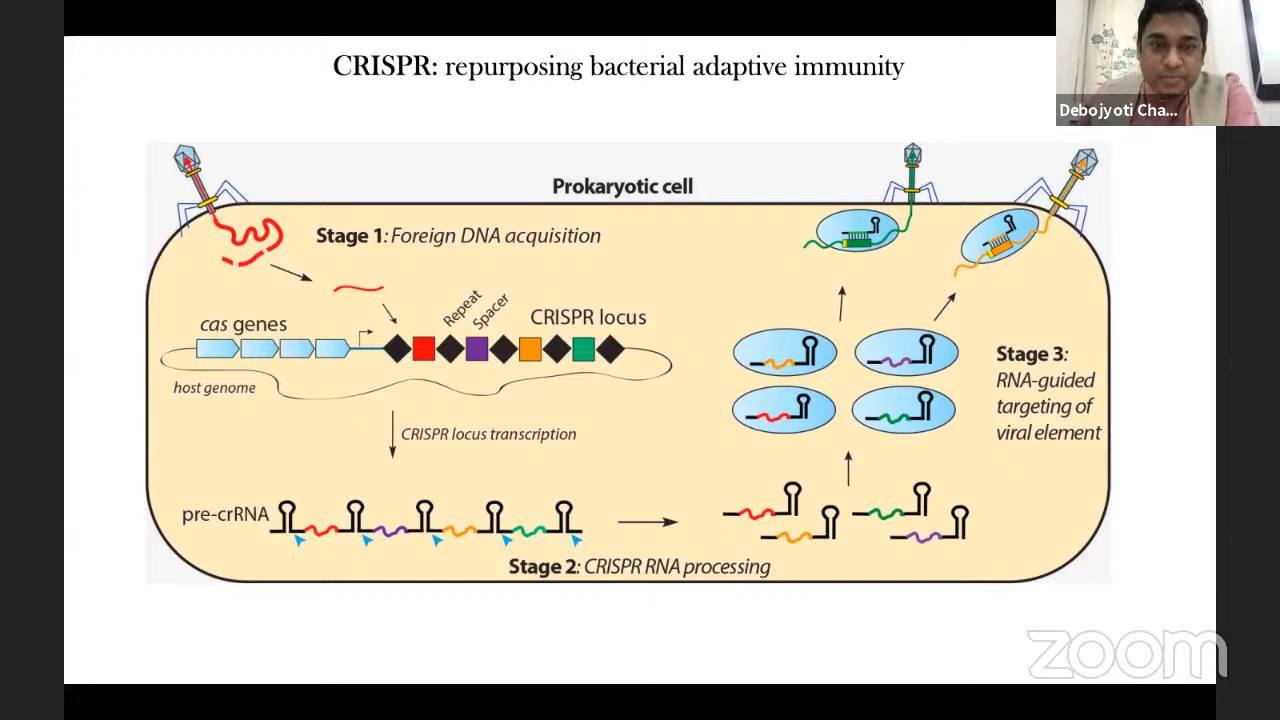 CRISPR: repurposing bacterial adaptive immunity
Debojyoti Cha...
Prokaryotic cell
Stage 1: Foreign DNA acquisition
cas genes
Repeat
Spacer
CRISPR locus
host genome
CRISPR locus transcription
pre-crRNA
Stage 2: CRISPR RNA processing
Stage 3:
RNA-guided
targeting of
viral element
zoom